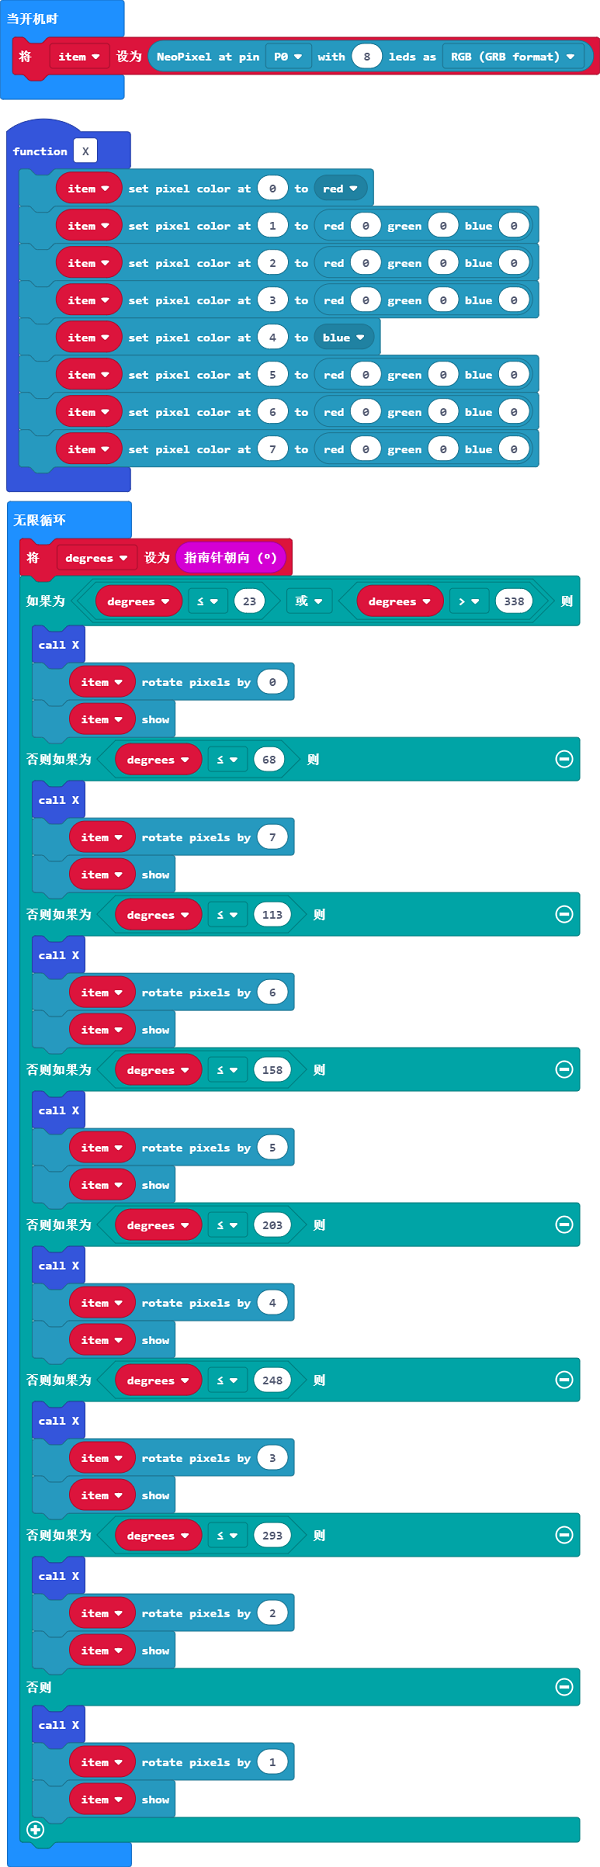 当开机时
将 item 设为 NeoPixel at pin P0 with 8 leds as RGB (GRB format)
function X
item set pixel color at 0 to red
item set pixel color at 1 to red 0 green 0 blue 0
item set pixel color at 2 to red 0 green 0 blue 0
item set pixel color at 3 to red 0 green 0 blue 0
item set pixel color at 4 to blue
item set pixel color at 5 to red 0 green 0 blue 0
item set pixel color at 6 to red 0 green 0 blue 0
item set pixel color at 7 to red 0 green 0 blue 0
无限循环
将 degrees 设为 指南针朝向 (°)
如果为 degrees ≤ 23 或 degrees > 338 则
call X
item rotate pixels by 0
item show
否则如果为 degrees ≤ 68 则
call X
item rotate pixels by 7
item show
否则如果为 degrees ≤ 113 则
call X
item rotate pixels by 6
item show
否则如果为 degrees ≤ 158 则
call X
item rotate pixels by 5
item show
否则如果为 degrees ≤ 203 则
call X
item rotate pixels by 4
item show
否则如果为 degrees ≤ 248 则
call X
item rotate pixels by 3
item show
否则如果为 degrees ≤ 293 则
call X
item rotate pixels by 2
item show
否则
call X
item rotate pixels by 1
item show